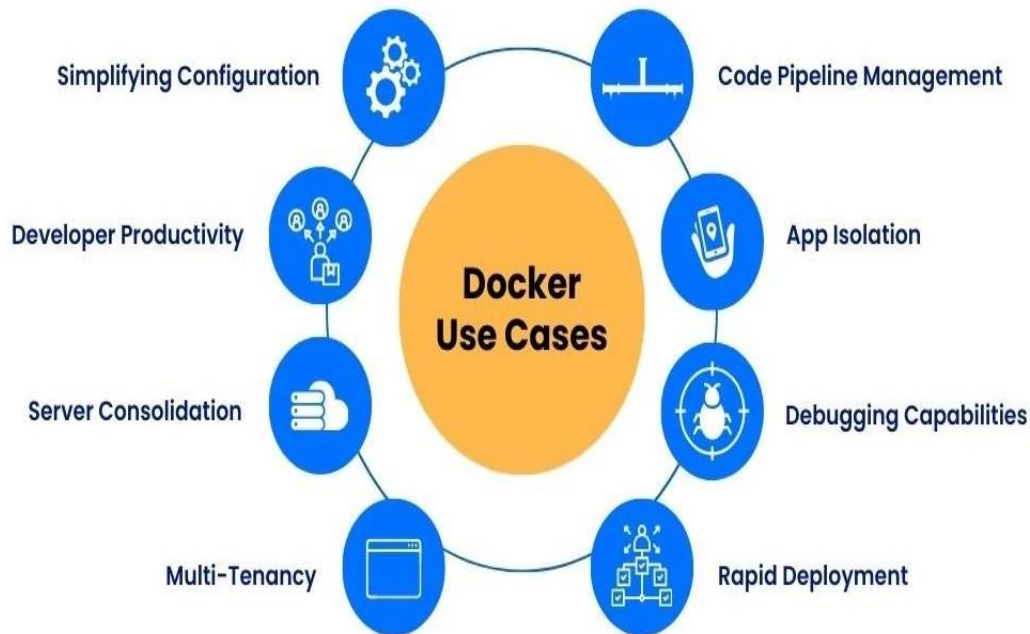 Simplifying Configuration
Code Pipeline Management
Developer Productivity
App Isolation
Docker
Use Cases
Server Consolidation
Debugging Capabilities
Multi-Tenancy
Rapid Deployment